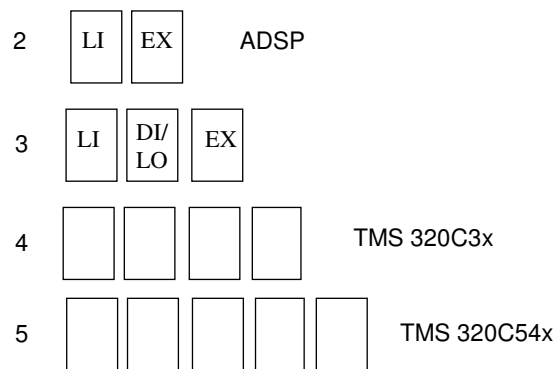 2 LI EX ADSP
3 LI DI/ LO EX
4 TMS 320C3x
5 TMS 320C54x